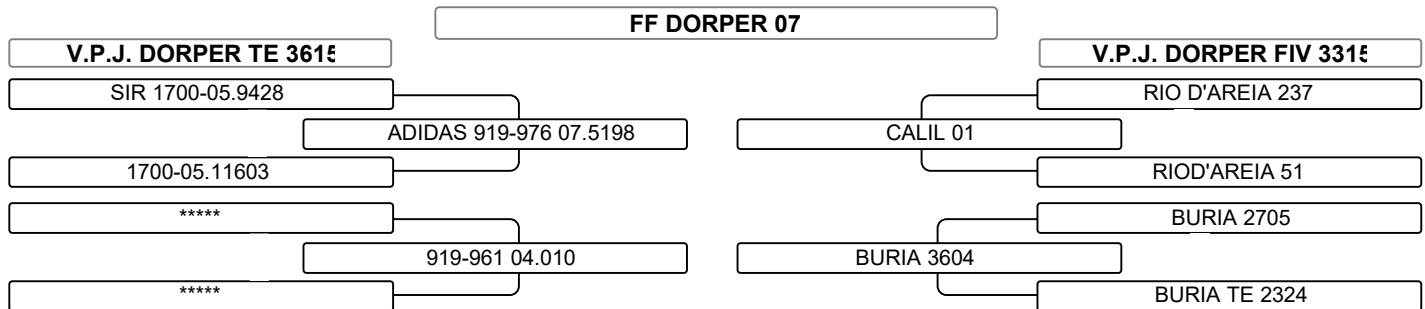 FF DORPER 07
V.P.J. DORPER TE 3615
V.P.J. DORPER FIV 3315
SIR 1700-05.9428
RIO D'AREIA 237
ADIDAS 919-976 07.5198
CALIL 01
1700-05.11603
RIOD'AREIA 51
*****
BURIA 2705
919-961 04.010
BURIA 3604
*****
BURIA TE 2324